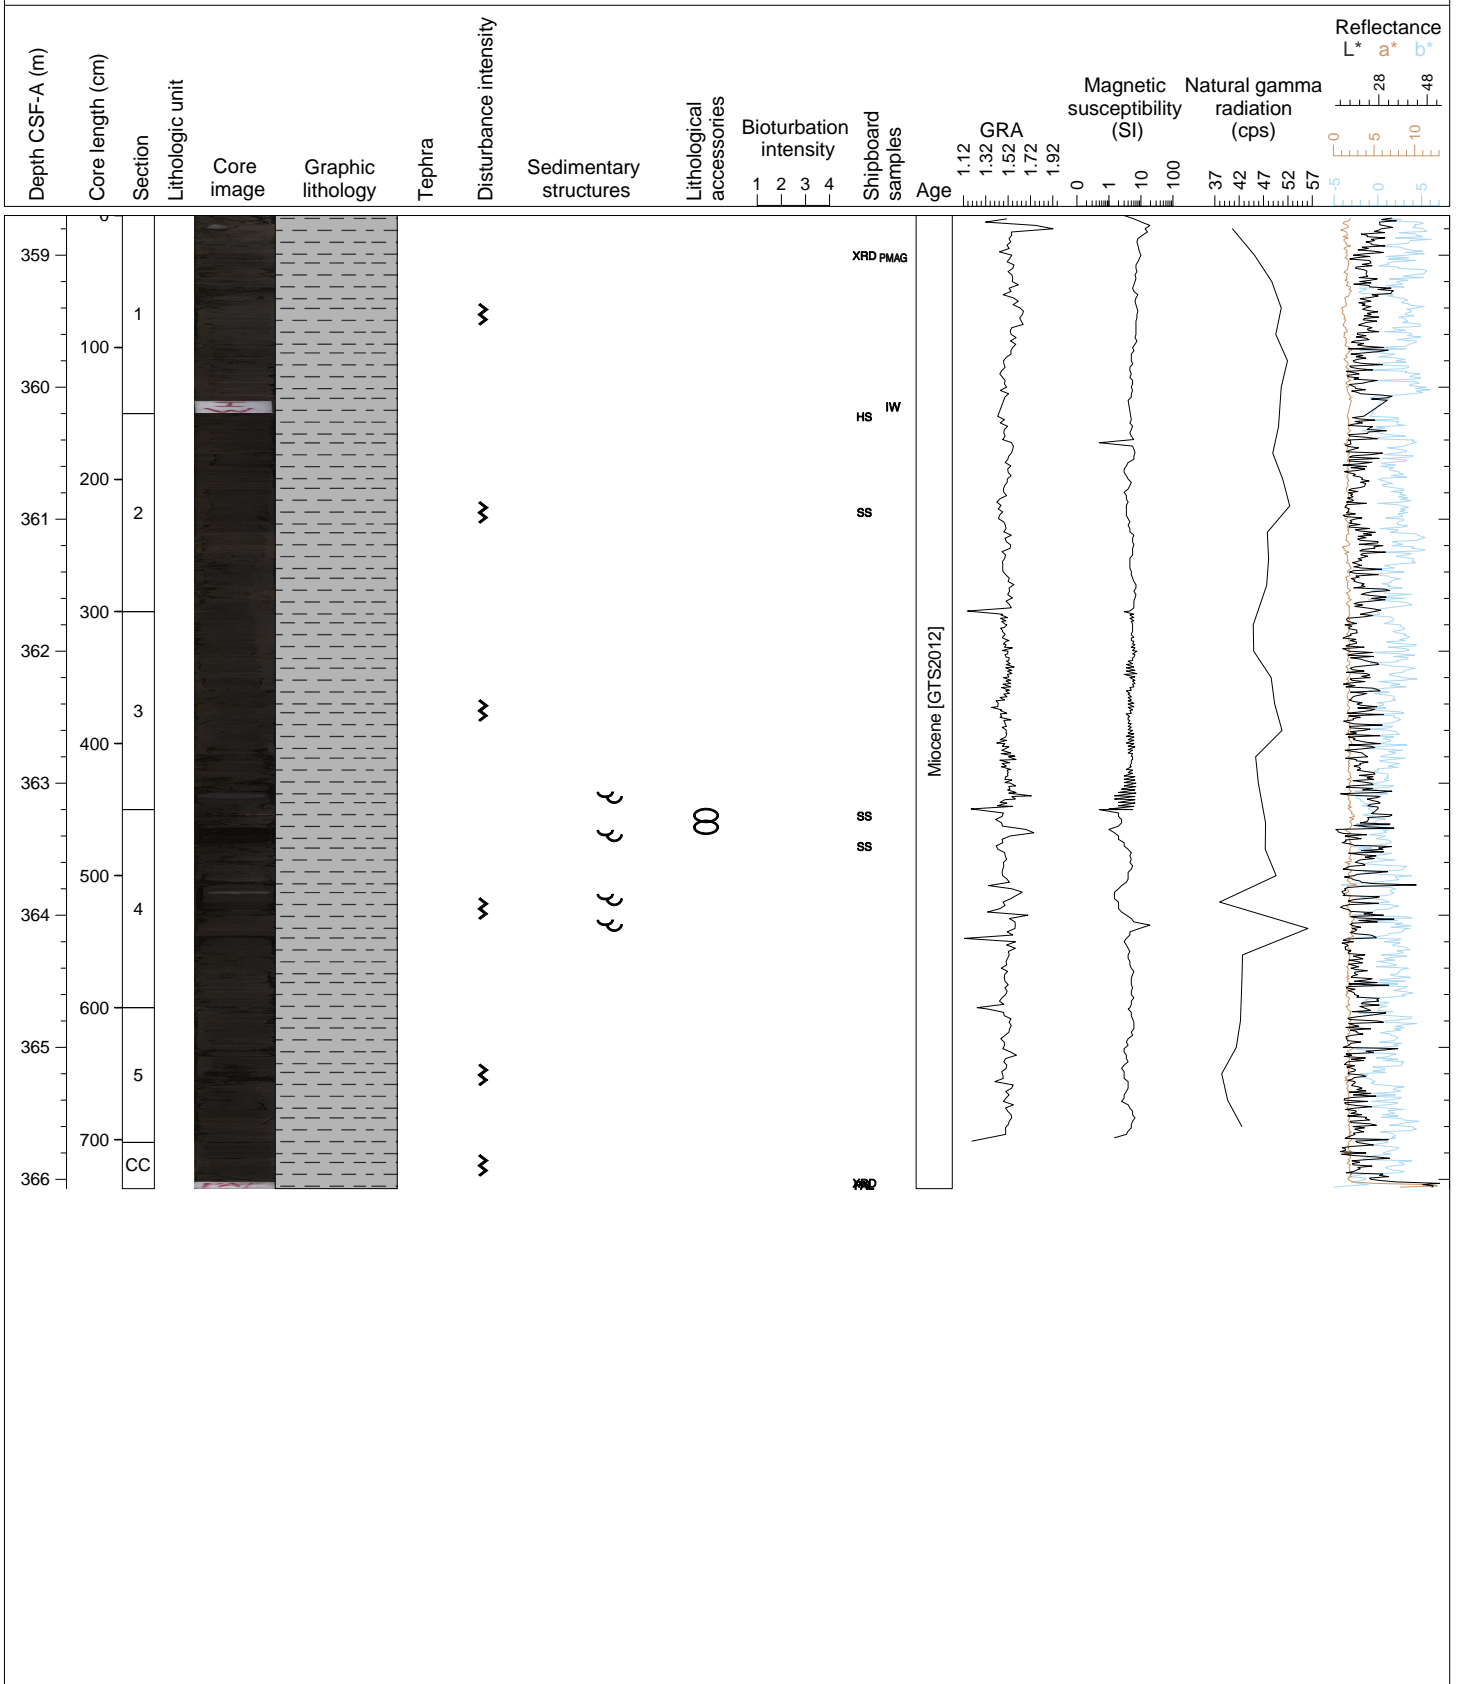 Depth CSF-A (m)
Core length (cm)
Section
Lithologic unit
Core
image
Graphic
lithology
Tephra
Disturbance intensity
Sedimentary
structures
Lithological
accessories
Bioturbation
intensity
1 2 3 4
Shipboard
samples
Age
GRA
1.12 1.32 1.52 1.72 1.92
Magnetic
susceptibility
(SI)
0 1 10 100
Natural gamma
radiation
(cps)
37 42 47 52 57
Reflectance
L* a* b*
28 48
0 5 10
-5 0 5
0
359
XRD PMAG
1
100
360
IW
HS
200
2
361
SS
300
362
Miocene [GTS2012]
3
400
363
SS
SS
500
4
364
600
365
5
700
CC
366
XRD